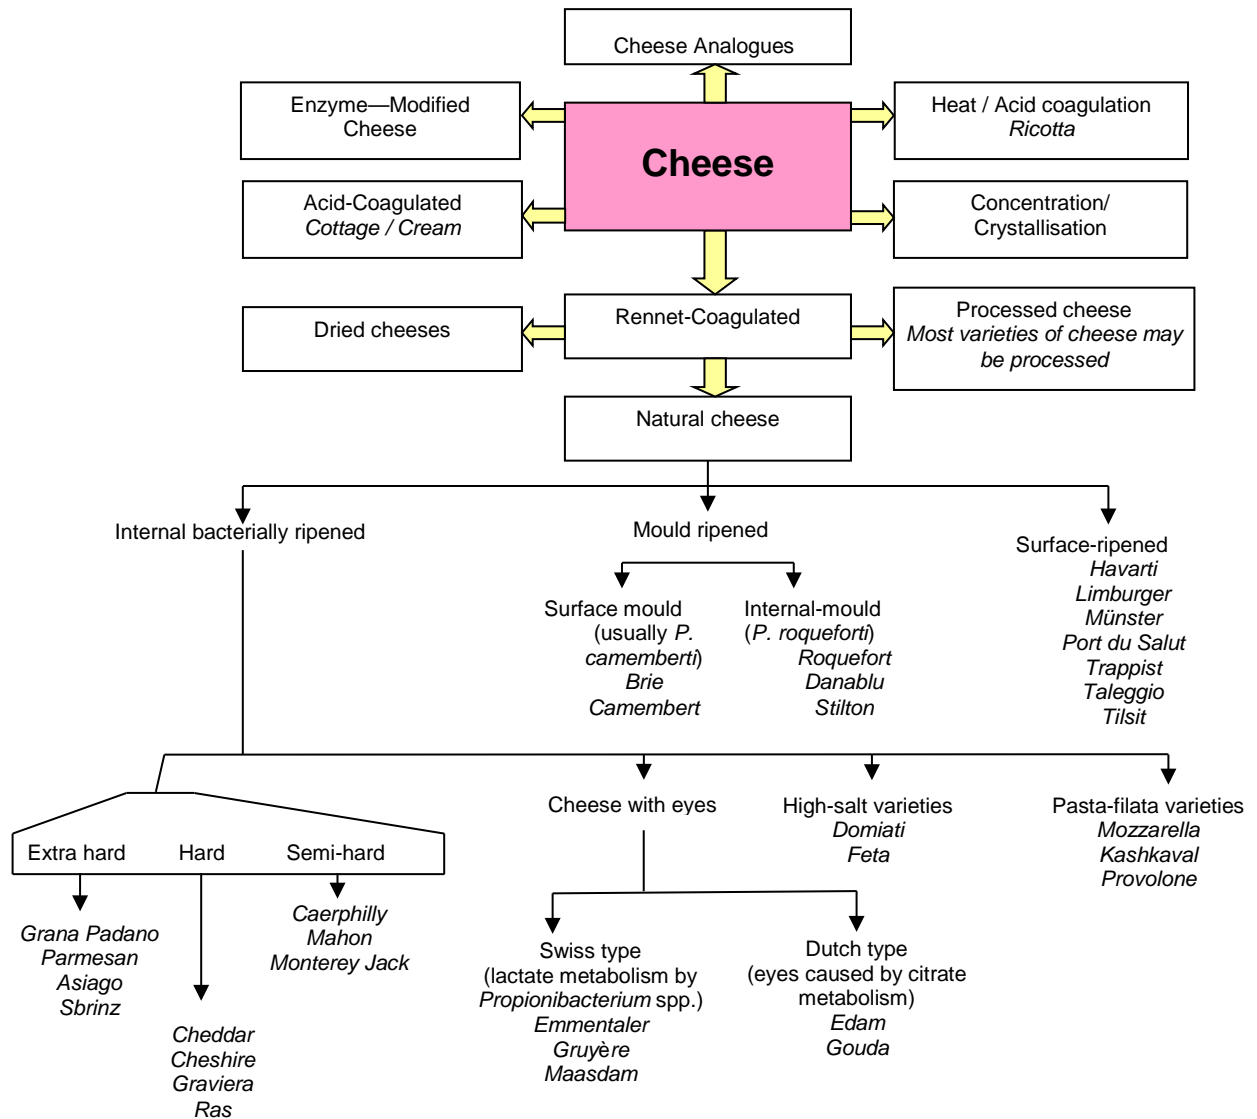 Cheese Analogues
Enzyme—Modified
Cheese
Heat / Acid coagulation
Ricotta
Cheese
Acid-Coagulated
Cottage / Cream
Concentration/
Crystallisation
Dried cheeses
Rennet-Coagulated
Processed cheese
Most varieties of cheese may
be processed
Natural cheese
Internal bacterially ripened
Mould ripened
Surface mould
(usually P.
camemberti)
Brie
Camembert
Internal-mould
(P. roqueforti)
Roquefort
Danablu
Stilton
Surface-ripened
Havarti
Limburger
Münster
Port du Salut
Trappist
Taleggio
Tilsit
Extra hard
Grana Padano
Parmesan
Asiago
Sbrinz
Hard
Cheddar
Cheshire
Graviera
Ras
Semi-hard
Caerphilly
Mahon
Monterey Jack
Cheese with eyes
Swiss type
(lactate metabolism by
Propionibacterium spp.)
Emmentaler
Gruyère
Maasdam
Dutch type
(eyes caused by citrate
metabolism)
Edam
Gouda
High-salt varieties
Domiati
Feta
Pasta-filata varieties
Mozzarella
Kashkaval
Provolone